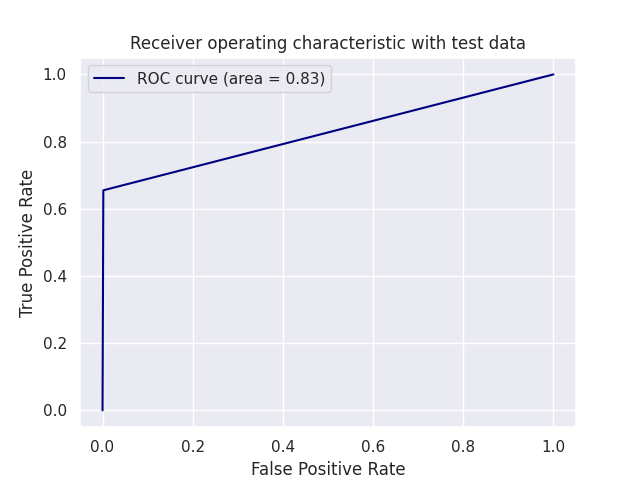 Receiver operating characteristic with test data
ROC curve (area = 0.83)
True Positive Rate
1.0
0.8
0.6
0.4
0.2
0.0
0.0 0.2 0.4 0.6 0.8 1.0
False Positive Rate